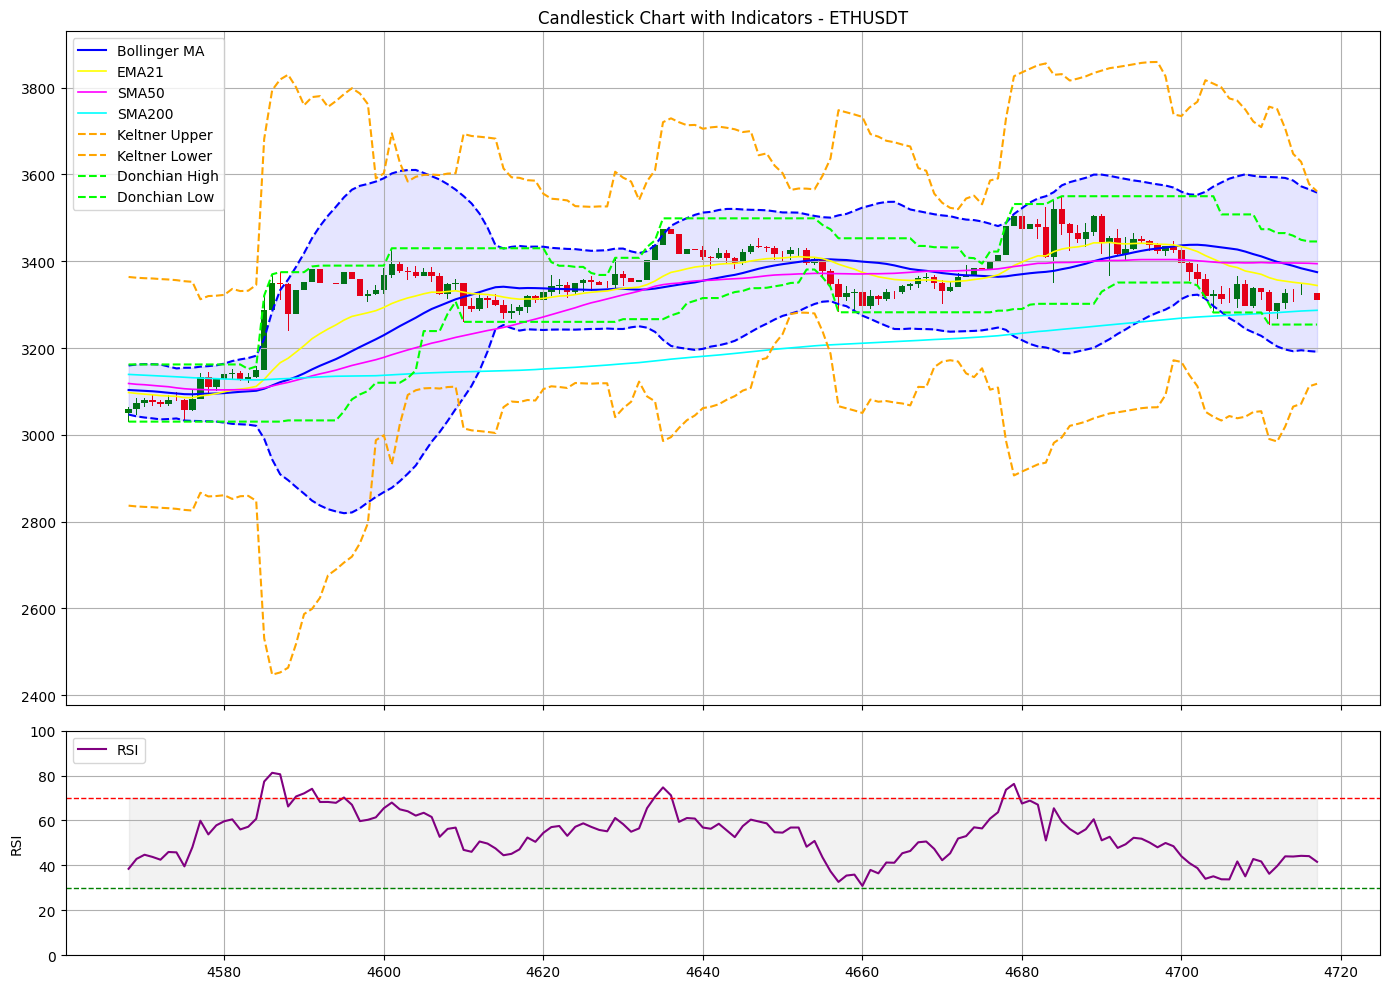 Candlestick Chart with Indicators - ETHUSDT
Bollinger MA
EMA21
SMA50
SMA200
Keltner Upper
Keltner Lower
Donchian High
Donchian Low
3800
3600
3400
3200
3000
2800
2600
2400
RSI
100
80
60
40
20
0
RSI
4580 4600 4620 4640 4660 4680 4700 4720